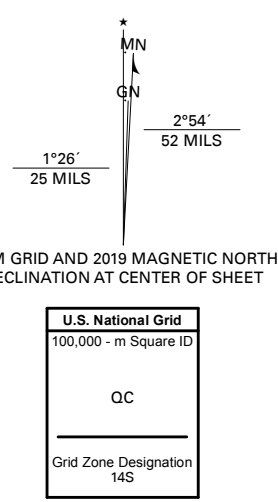 ★
MN
GN
2°54´
52 MILS
1°26´
25 MILS
M GRID AND 2019 MAGNETIC NORTH
ECLINATION AT CENTER OF SHEET
U.S. National Grid
100,000 - m Square ID
QC
Grid Zone Designation
14S